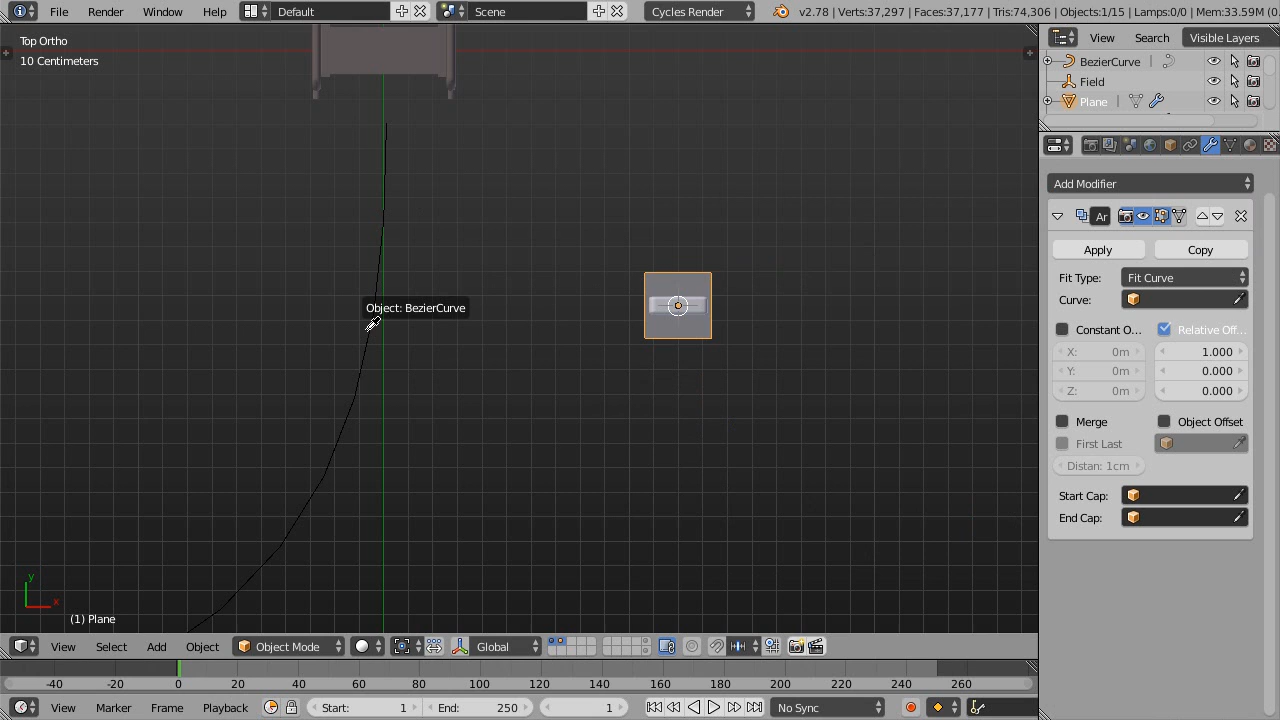 File Render Window Help Default Scene Cycles Render v2.78 | Verts:37,297 | Faces:37,177 | Tris:74,306 | Objects:1/15 | Lamps:0/0 | Mem:33.59M (0
Top Ortho
10 Centimeters
View Search Visible Layers
BezierCurve
Field
Plane
Add Modifier
Ar
Apply Copy
Fit Type: Fit Curve
Curve:
Object: BezierCurve
Constant O... Relative Off...
X: 0m 1.000
Y: 0m 0.000
Z: 0m 0.000
Merge Object Offset
First Last
Distan: 1cm
Start Cap:
End Cap:
y
x
(1) Plane
View Select Add Object Object Mode Global
-40 -20 0 20 40 60 80 100 120 140 160 180 200 220 240 260
View Marker Frame Playback Start: 1 End: 250 1 No Sync